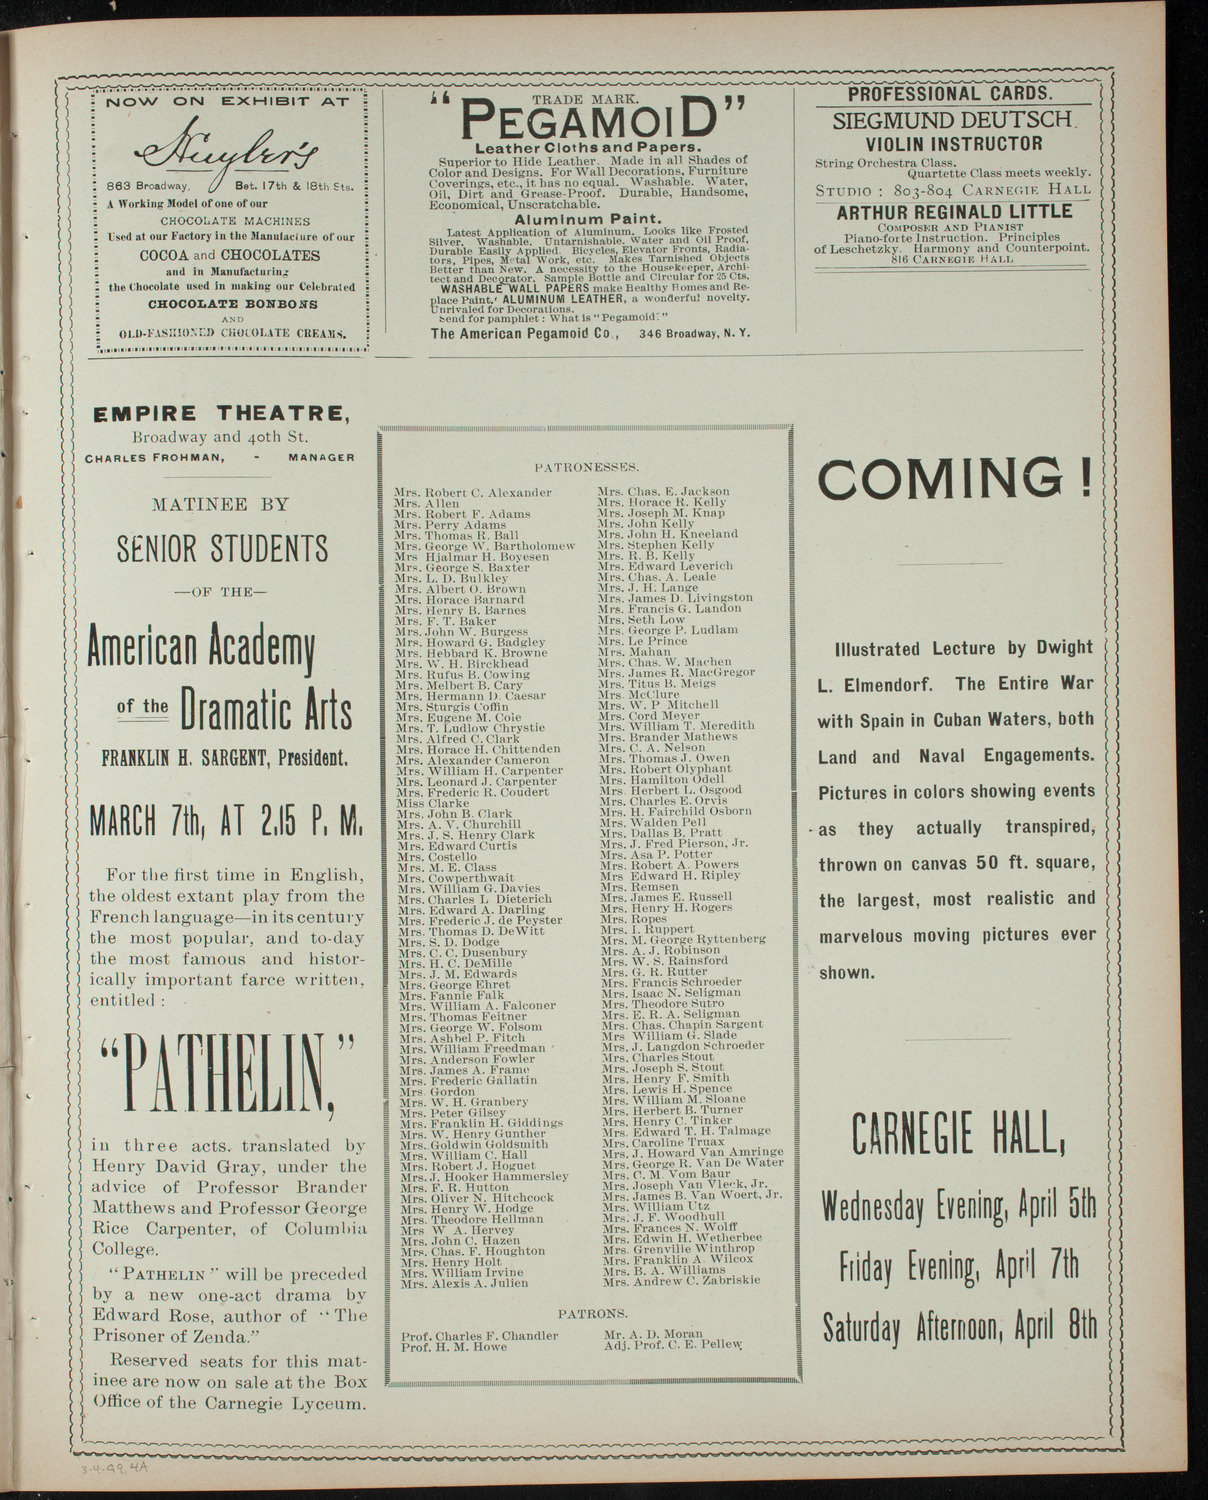 NOW ON EXHIBIT AT
Huyler's
863 Broadway, Bet. 17th & 18th Sts.
A Working Model of one of our
CHOCOLATE MACHINES
Used at our Factory in the Manufacture of our
COCOA and CHOCOLATES
and in Manufacturing
the Chocolate used in making our Celebrated
CHOCOLATE BONBONS
AND
OLD-FASHIONED CHOCOLATE CREAMS.
TRADE MARK.
"PEGAMOID"
Leather Cloths and Papers.
Superior to Hide Leather. Made in all Shades of
Color and Designs. For Wall Decorations, Furniture
Coverings, etc., it has no equal. Washable. Water,
Oil, Dirt and Grease-Proof. Durable, Handsome,
Economical, Unscratchable.
Aluminum Paint.
Latest Application of Aluminum. Looks like Frosted
Silver. Washable, Untarnishable, Water and Oil Proof,
Durable Easily Applied. Bicycles, Elevator Fronts, Radia-
tors, Pipes, Metal Work, etc. Makes Tarnished Objects
Better than New. A necessity to the Housekeeper, Archi-
tect and Decorator. Sample Bottle and Circular for 25 Cts.
WASHABLE WALL PAPERS make Healthy Homes and Re-
place Paint. ALUMINUM LEATHER, a wonderful novelty.
Unrivaled for Decorations.
Send for pamphlet: What is "Pegamoid?"
The American Pegamoid Co., 346 Broadway, N. Y.
PROFESSIONAL CARDS.
SIEGMUND DEUTSCH
VIOLIN INSTRUCTOR
String Orchestra Class.
Quartette Class meets weekly.
STUDIO: 803-804 CARNEGIE HALL
ARTHUR REGINALD LITTLE
COMPOSER AND PIANIST
Piano-forte Instruction. Principles
of Leschetzky. Harmony and Counterpoint.
816 CARNEGIE HALL
EMPIRE THEATRE,
Broadway and 40th St.
CHARLES FROHMAN, - MANAGER
MATINEE BY
SENIOR STUDENTS
—OF THE—
American Academy
of the Dramatic Arts
FRANKLIN H. SARGENT, President.
MARCH 7th, AT 2.15 P. M.
For the first time in English,
the oldest extant play from the
French language—in its century
the most popular, and to-day
the most famous and histor-
ically important farce written,
entitled :
"PATHELIN,"
in three acts, translated by
Henry David Gray, under the
advice of Professor Brander
Matthews and Professor George
Rice Carpenter, of Columbia
College.
"PATHELIN" will be preceded
by a new one-act drama by
Edward Rose, author of "The
Prisoner of Zenda."
Reserved seats for this mat-
inee are now on sale at the Box
Office of the Carnegie Lyceum.
PATRONESSES.
Mrs. Robert C. Alexander
Mrs. Allen
Mrs. Robert F. Adams
Mrs. Perry Adams
Mrs. Thomas R. Ball
Mrs. George W. Bartholomew
Mrs Hjalmar H. Boyesen
Mrs. George S. Baxter
Mrs. L. D. Bulkley
Mrs. Albert O. Brown
Mrs. Horace Barnard
Mrs. Henry B. Barnes
Mrs. F. T. Baker
Mrs. John W. Burgess
Mrs. Howard G. Badgley
Mrs. Hebbard K. Browne
Mrs. W. H. Birckhead
Mrs. Rufus B. Cowing
Mrs. Melbert B. Cary
Mrs. Hermann D. Caesar
Mrs. Sturgis Coffin
Mrs. Eugene M. Cole
Mrs. T. Ludlow Chrystie
Mrs. Alfred C. Clark
Mrs. Horace H. Chittenden
Mrs. Alexander Cameron
Mrs. William H. Carpenter
Mrs. Leonard J. Carpenter
Mrs. Frederic R. Coudert
Miss Clarke
Mrs. John B. Clark
Mrs. A. V. Churchill
Mrs. J. S. Henry Clark
Mrs. Edward Curtis
Mrs. Costello
Mrs. M. E. Class
Mrs. Cowperthwait
Mrs. William G. Davies
Mrs. Charles L Dieterich
Mrs. Edward A. Darling
Mrs. Frederic J. de Peyster
Mrs. Thomas D. DeWitt
Mrs. S. D. Dodge
Mrs. C. C. Dusenbury
Mrs. H. C. DeMille
Mrs. J. M. Edwards
Mrs. George Ehret
Mrs. Fannie Falk
Mrs. William A. Falconer
Mrs. Thomas Feitner
Mrs. George W. Folsom
Mrs. Ashbel P. Fitch
Mrs. William Freedman
Mrs. Anderson Fowler
Mrs. James A. Frame
Mrs. Frederic Gallatin
Mrs. Gordon
Mrs. W. H. Granbery
Mrs. Peter Gilsey
Mrs. Franklin H. Giddings
Mrs. W. Henry Gunther
Mrs. Goldwin Goldsmith
Mrs. William C. Hall
Mrs. Robert J. Hoguet
Mrs. J. Hooker Hammersley
Mrs. F. R. Hutton
Mrs. Oliver N. Hitchcock
Mrs. Henry W. Hodge
Mrs. Theodore Hellman
Mrs W A. Hervey
Mrs. John C. Hazen
Mrs. Chas. F. Houghton
Mrs. Henry Holt
Mrs. William Irvine
Mrs. Alexis A. Julien
Mrs. Chas. E. Jackson
Mrs. Horace R. Kelly
Mrs. Joseph M. Knap
Mrs. John Kelly
Mrs. John H. Kneeland
Mrs. Stephen Kelly
Mrs. R. B. Kelly
Mrs. Edward Leverich
Mrs. Chas. A. Leale
Mrs. J. H. Lange
Mrs. James D. Livingston
Mrs. Francis G. Landon
Mrs. Seth Low
Mrs. George P. Ludlam
Mrs. Le Prince
Mrs. Mahan
Mrs. Chas. W. Machen
Mrs. James R. MacGregor
Mrs. Titus B. Meigs
Mrs. McClure
Mrs. W. P Mitchell
Mrs. Cord Meyer
Mrs. William T. Meredith
Mrs. Brander Mathews
Mrs. C. A. Nelson
Mrs. Thomas J. Owen
Mrs. Robert Olyphant
Mrs. Hamilton Odell
Mrs. Herbert L. Osgood
Mrs. Charles E. Orvis
Mrs. H. Fairchild Osborn
Mrs. Walden Pell
Mrs. Dallas B. Pratt
Mrs. J. Fred Pierson, Jr.
Mrs. Asa P. Potter
Mrs. Robert A. Powers
Mrs Edward H. Ripley
Mrs. Remsen
Mrs. James E. Russell
Mrs. Henry H. Rogers
Mrs. Ropes
Mrs. I. Ruppert
Mrs. M. George Ryttenberg
Mrs. A. J. Robinson
Mrs. W. S. Rainsford
Mrs. G. R. Rutter
Mrs. Francis Schroeder
Mrs. Isaac N. Seligman
Mrs. Theodore Sutro
Mrs. E. R. A. Seligman
Mrs. Chas. Chapin Sargent
Mrs William G. Slade
Mrs. J. Langdon Schroeder
Mrs. Charles Stout
Mrs. Joseph S. Stout
Mrs. Henry F. Smith
Mrs. Lewis H. Spence
Mrs. William M. Sloane
Mrs. Herbert B. Turner
Mrs. Henry C. Tinker
Mrs. Edward T. H. Talmage
Mrs. Caroline Truax
Mrs. J. Howard Van Amringe
Mrs. George R. Van De Water
Mrs. C. M. Vom Baur
Mrs. Joseph Van Vleck, Jr.
Mrs. James B. Van Woert, Jr.
Mrs. William Utz
Mrs. J. F. Woodhull
Mrs. Frances N. Wolff
Mrs. Edwin H. Wetherbee
Mrs. Grenville Winthrop
Mrs. Franklin A. Wilcox
Mrs. B. A. Williams
Mrs. Andrew C. Zabriskie
PATRONS.
Prof. Charles F. Chandler
Prof. H. M. Howe
Mr. A. D. Moran
Adj. Prof. C. E. Pellew
COMING!
Illustrated Lecture by Dwight
L. Elmendorf. The Entire War
with Spain in Cuban Waters, both
Land and Naval Engagements.
Pictures in colors showing events
as they actually transpired,
thrown on canvas 50 ft. square,
the largest, most realistic and
marvelous moving pictures ever
shown.
CARNEGIE HALL,
Wednesday Evening, April 5th
Friday Evening, April 7th
Saturday Afternoon, April 8th
3-4-99.4A